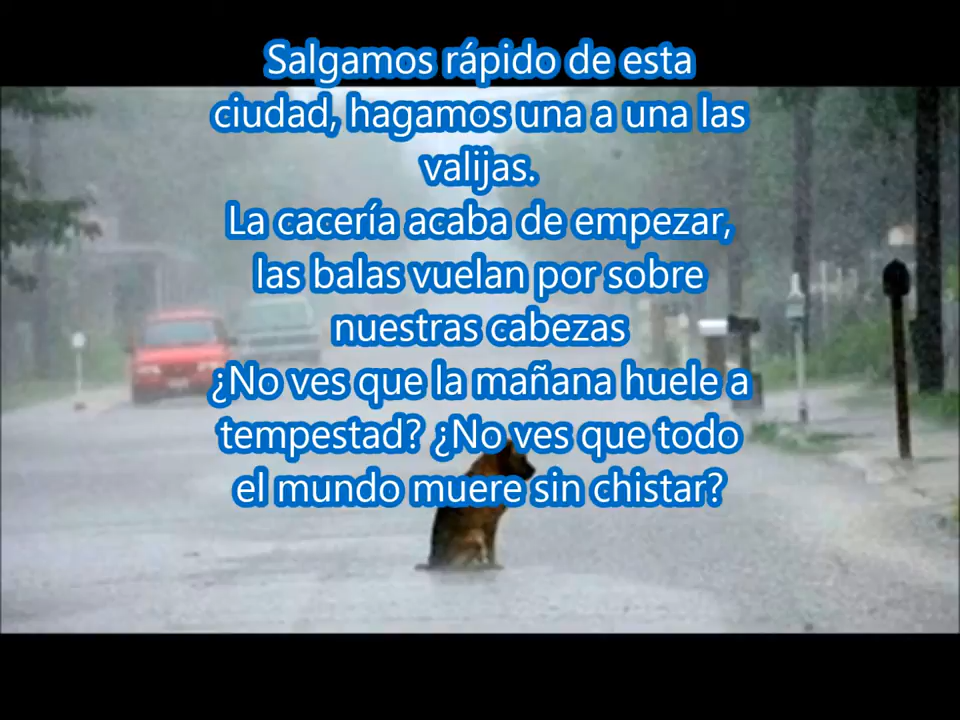 Salgamos rápido de esta
ciudad, hagamos una a una las
valijas.
La cacería acaba de empezar,
las balas vuelan por sobre
nuestras cabezas
¿No ves que la mañana huele a
tempestad? ¿No ves que todo
el mundo muere sin chistar?